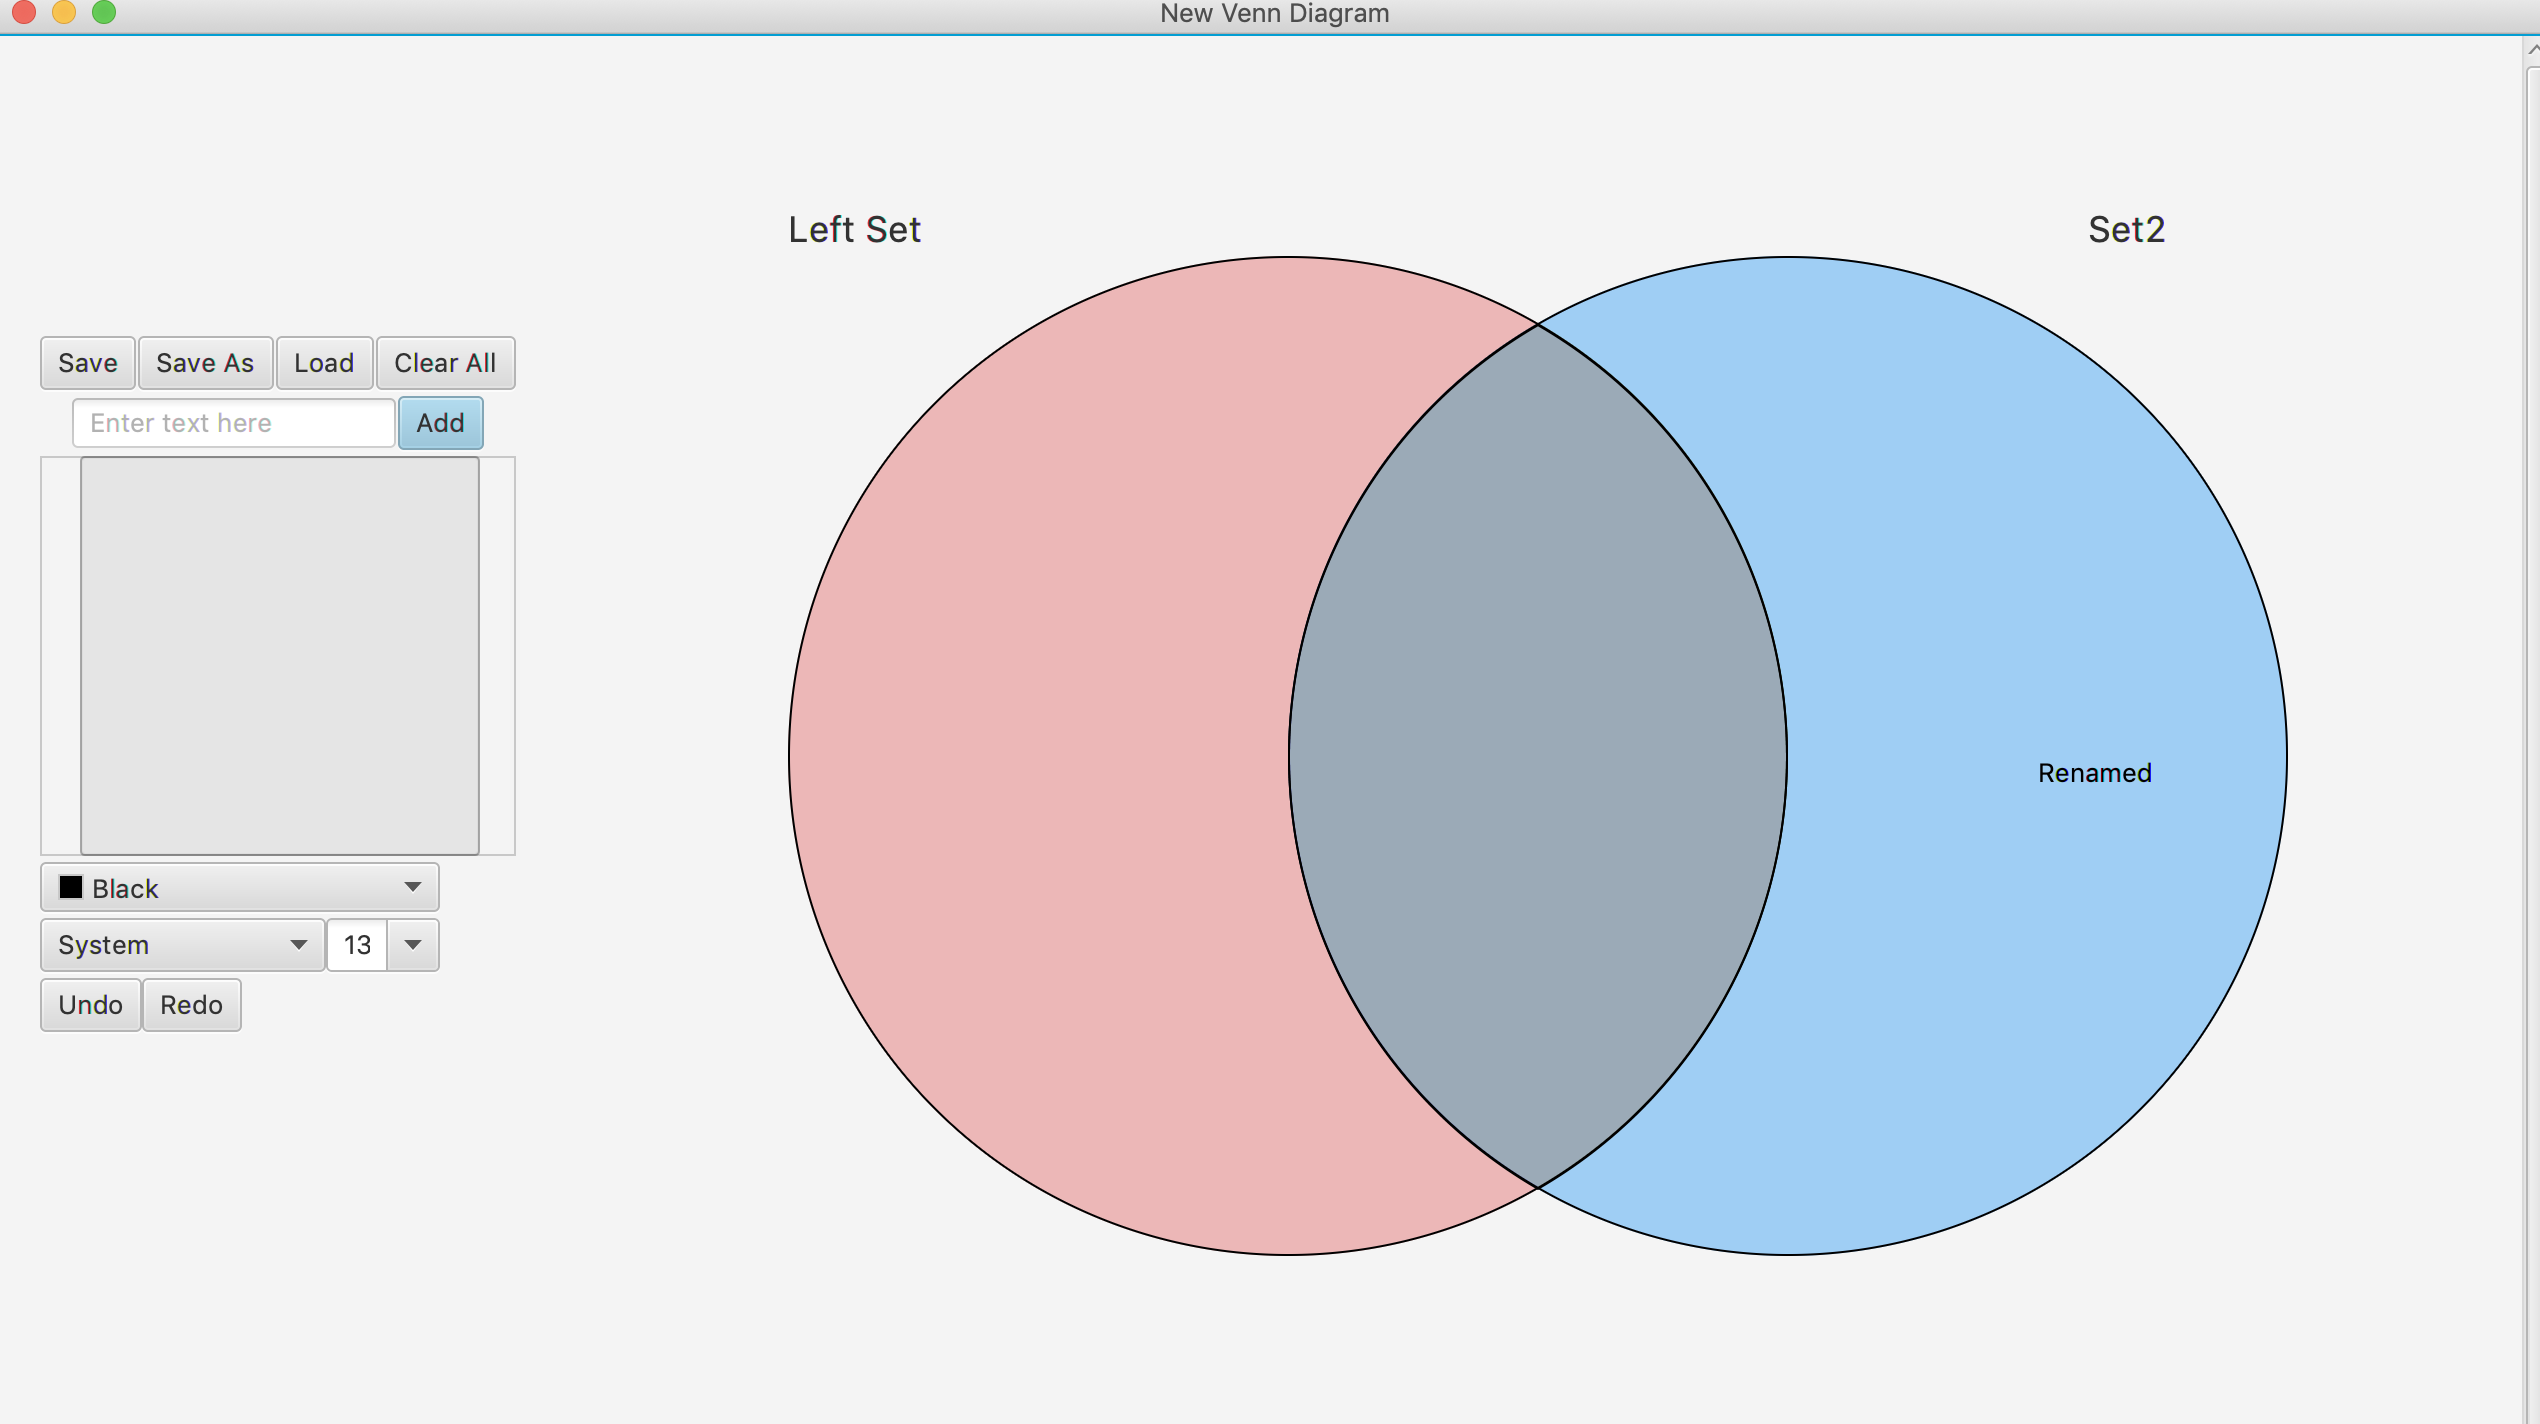 New Venn Diagram
Left Set
Set2
Save
Save As
Load
Clear All
Enter text here
Add
Renamed
Black
System
13
Undo
Redo